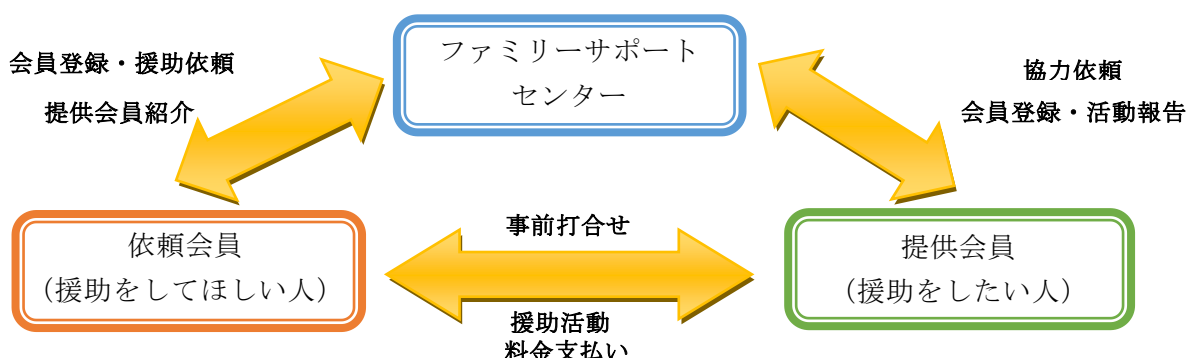 ファミリーサポート
センター
会員登録・援助依頼
提供会員紹介
協力依頼
会員登録・活動報告
依頼会員
（援助をしてほしい人）
事前打合せ
援助活動
料金支払い
提供会員
（援助をしたい人）